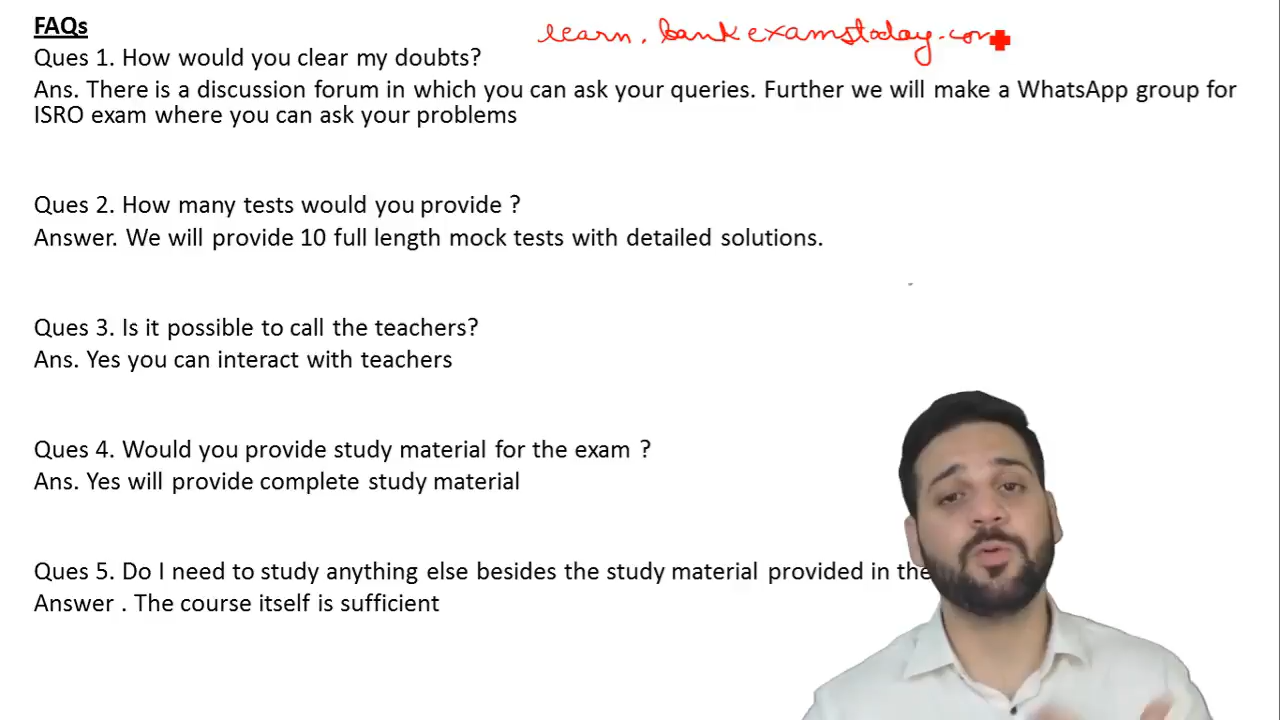 FAQs
learn.bankexamstoday.com
Ques 1. How would you clear my doubts?
Ans. There is a discussion forum in which you can ask your queries. Further we will make a WhatsApp group for
ISRO exam where you can ask your problems
Ques 2. How many tests would you provide ?
Answer. We will provide 10 full length mock tests with detailed solutions.
Ques 3. Is it possible to call the teachers?
Ans. Yes you can interact with teachers
Ques 4. Would you provide study material for the exam ?
Ans. Yes will provide complete study material
Ques 5. Do I need to study anything else besides the study material provided in the
Answer . The course itself is sufficient